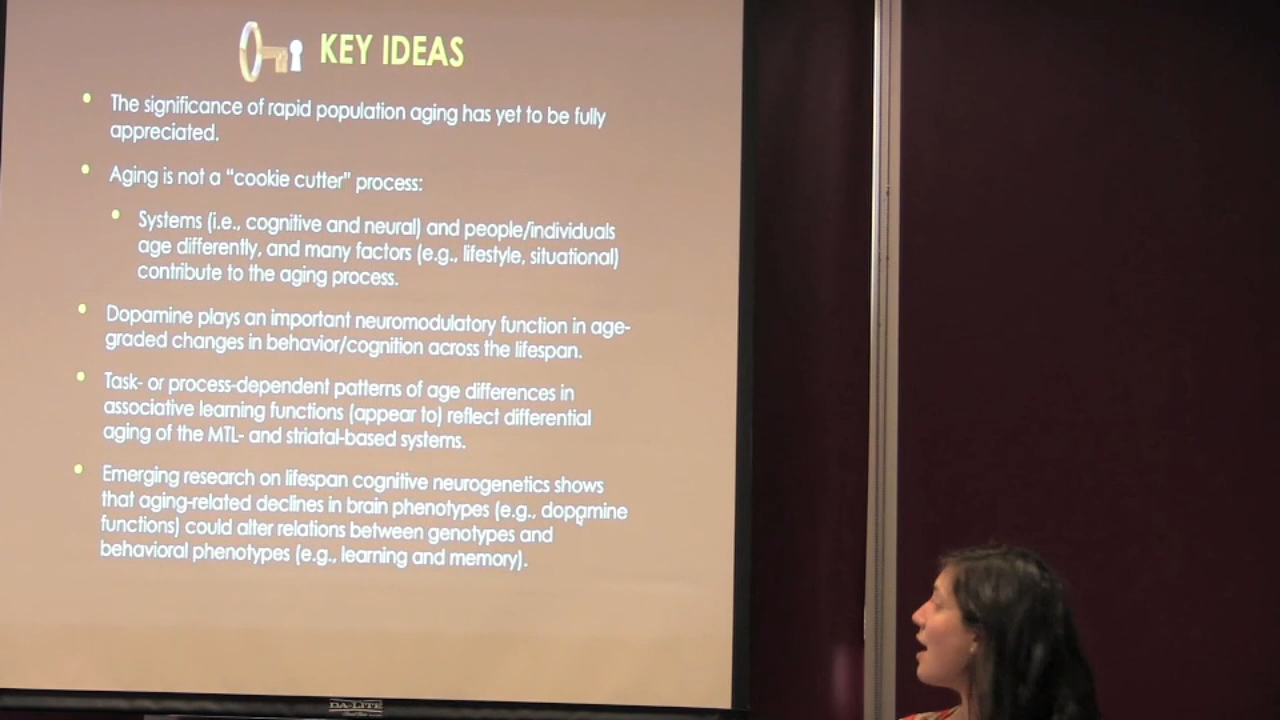 KEY IDEAS
The significance of rapid population aging has yet to be fully
appreciated.
Aging is not a “cookie cutter” process:
Systems (i.e., cognitive and neural) and people/individuals
age differently, and many factors (e.g., lifestyle, situational)
contribute to the aging process.
Dopamine plays an important neuromodulatory function in age-
graded changes in behavior/cognition across the lifespan.
Task- or process-dependent patterns of age differences in
associative learning functions (appear to) reflect differential
aging of the MTL- and striatal-based systems.
Emerging research on lifespan cognitive neurogenetics shows
that aging-related declines in brain phenotypes (e.g., dopamine
functions) could alter relations between genotypes and
behavioral phenotypes (e.g., learning and memory).
DA-LITE